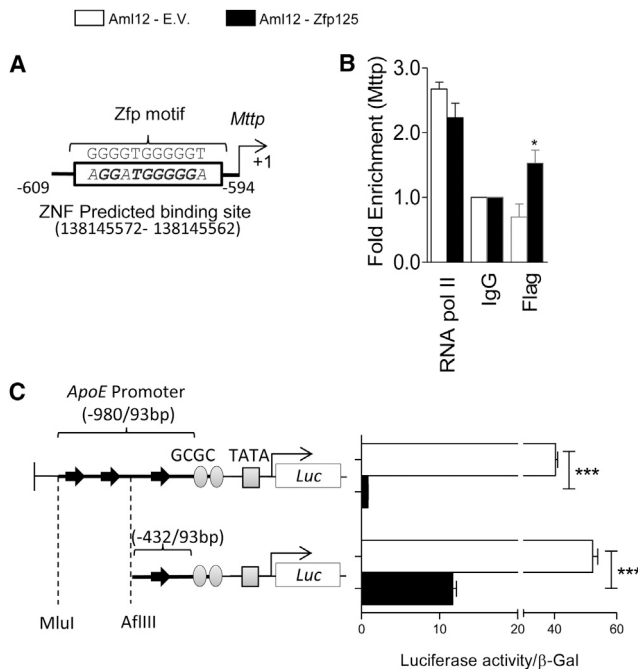 Aml12 - E.V. Aml12 - Zfp125
A
Zfp motif
Mttp
GGGGTGGGGGT
+1
AGGATGGGGGA
-609 -594
ZNF Predicted binding site
(138145572- 138145562)
B
Fold Enrichment (Mttp)
3.0
2.0
1.0
0.0
*
RNA pol II
IgG
Flag
C
ApoE Promoter
(-980/93bp)
GCGC TATA
Luc
***
(-432/93bp)
Luc
***
MluI AflIII
0 10 20 40 60
Luciferase activity/β-Gal